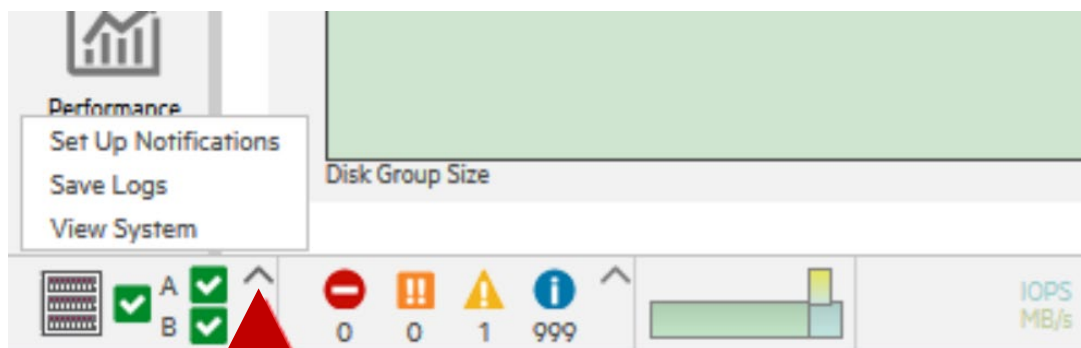 Performance
Set Up Notifications
Save Logs
View System
Disk Group Size
A
B
0 0 1 999
IOPS
MB/s